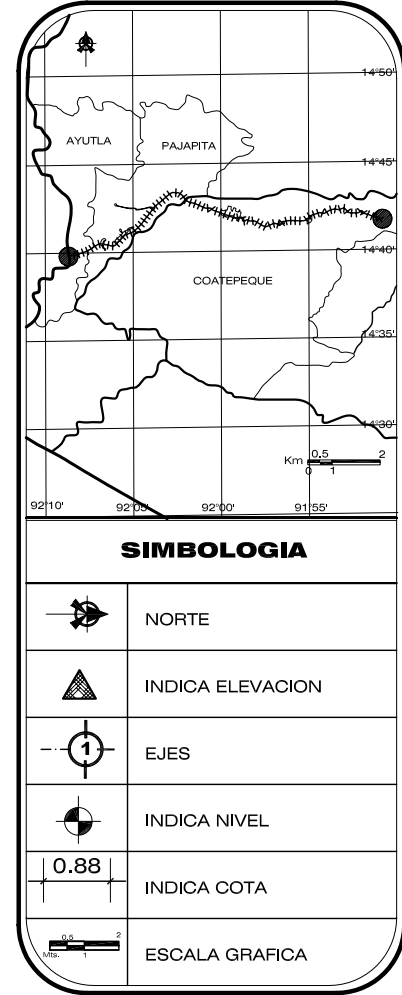 14°50'
AYUTLA
PAJAPITA
14°45'
14°40'
COATEPEQUE
14°35'
14°30'
Km 0.5 2
0 1
92°10' 92°05' 92°00' 91°55'
SIMBOLOGIA
NORTE
INDICA ELEVACION
1 EJES
INDICA NIVEL
0.88
INDICA COTA
0.5 2
Mts. 1
ESCALA GRAFICA